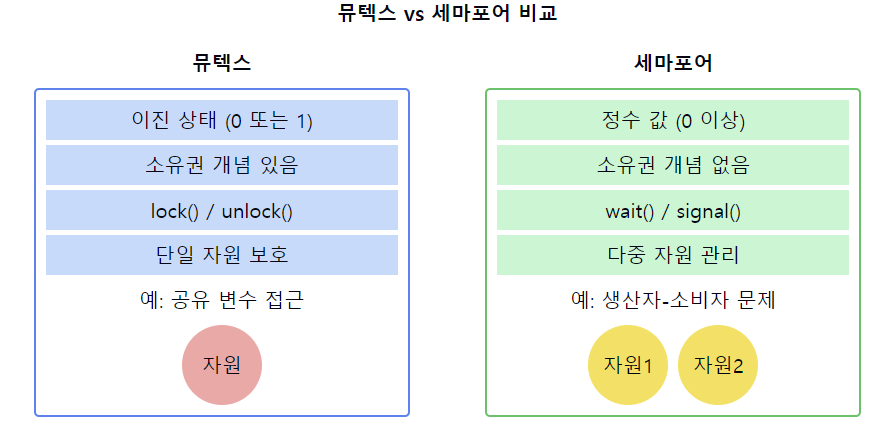 뮤텍스 vs 세마포어 비교
뮤텍스
이진 상태 (0 또는 1)
소유권 개념 있음
lock() / unlock()
단일 자원 보호
예: 공유 변수 접근
자원
세마포어
정수 값 (0 이상)
소유권 개념 없음
wait() / signal()
다중 자원 관리
예: 생산자-소비자 문제
자원1
자원2